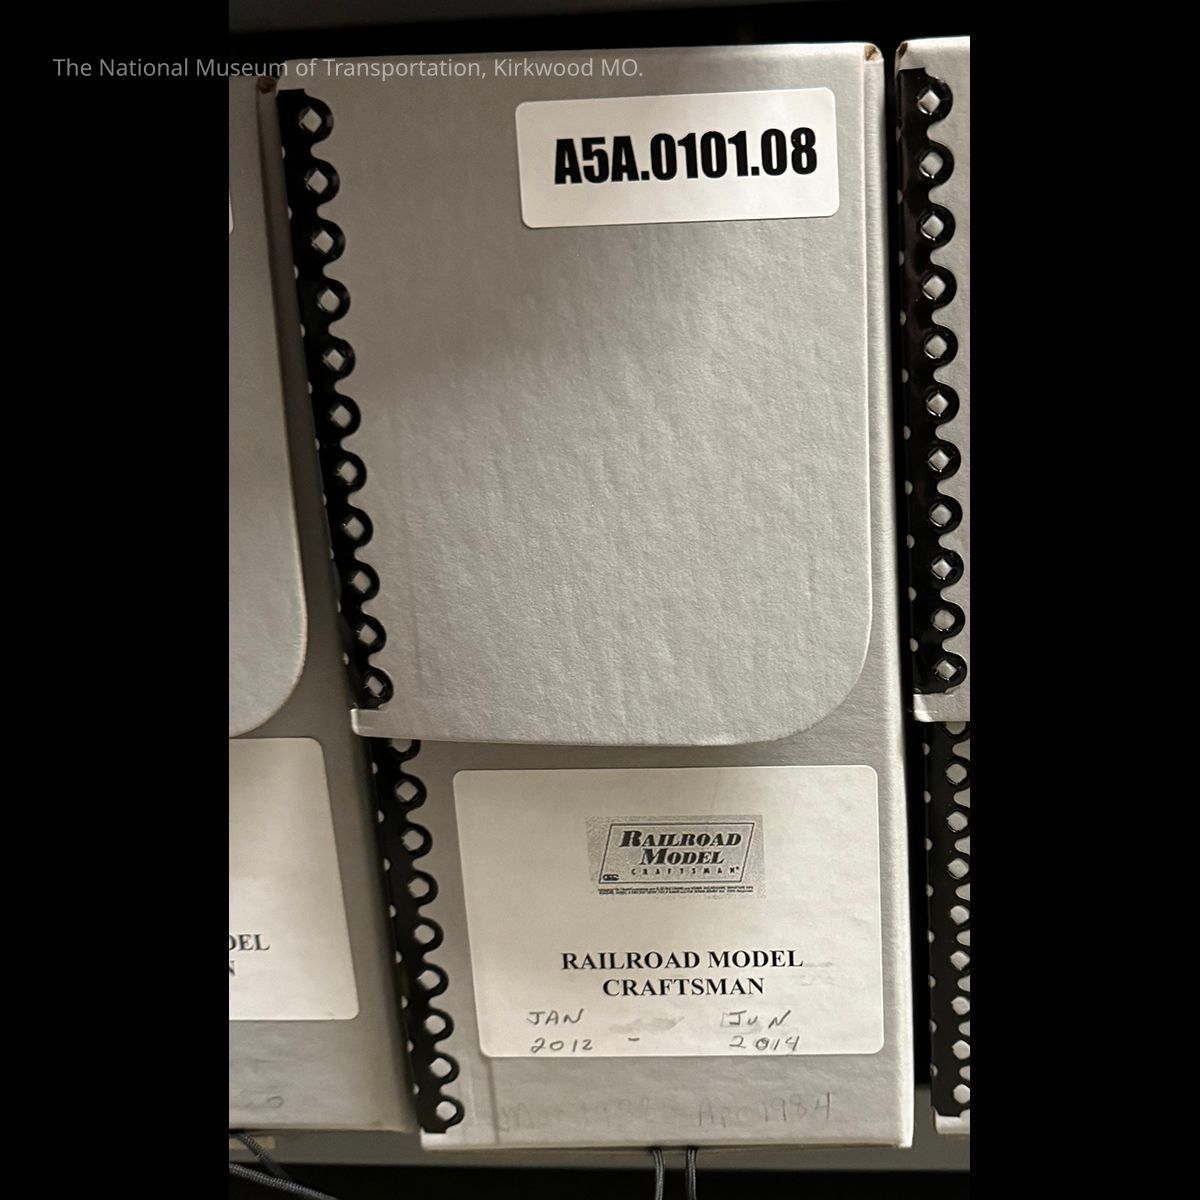 The National Museum of Transportation, Kirkwood MO.
A5A.0101.08
RAILROAD
MODEL
CRAFTSMAN
RAILROAD MODEL
CRAFTSMAN
JAN JUN
2012 - 2014
Apr 1984
DEL
N